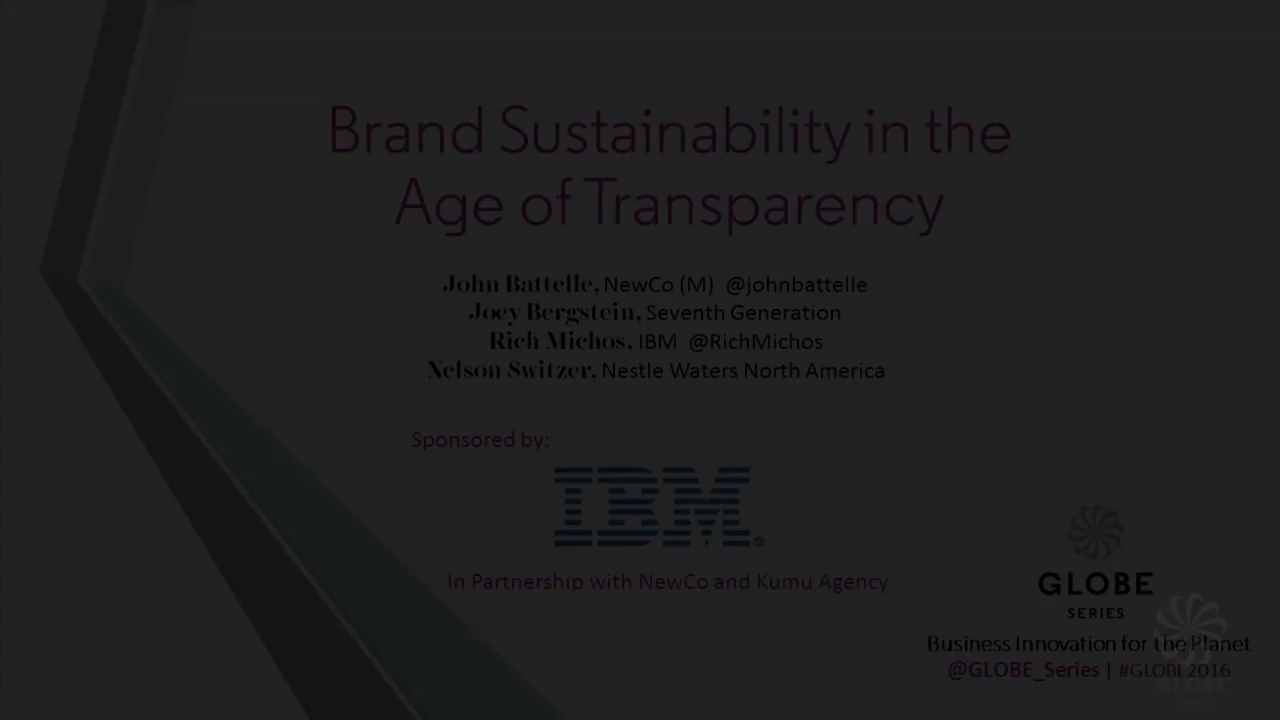 Brand Sustainability in the
Age of Transparency
John Battelle, NewCo (M) @johnbattelle
Joey Bergstein, Seventh Generation
Rich Michos, IBM @RichMichos
Nelson Switzer, Nestle Waters North America
Sponsored by:
IBM®
In Partnership with NewCo and Kumu Agency
GLOBE
SERIES
Business Innovation for the Planet
@GLOBE_Series | #GLOBE2016
GLOBE